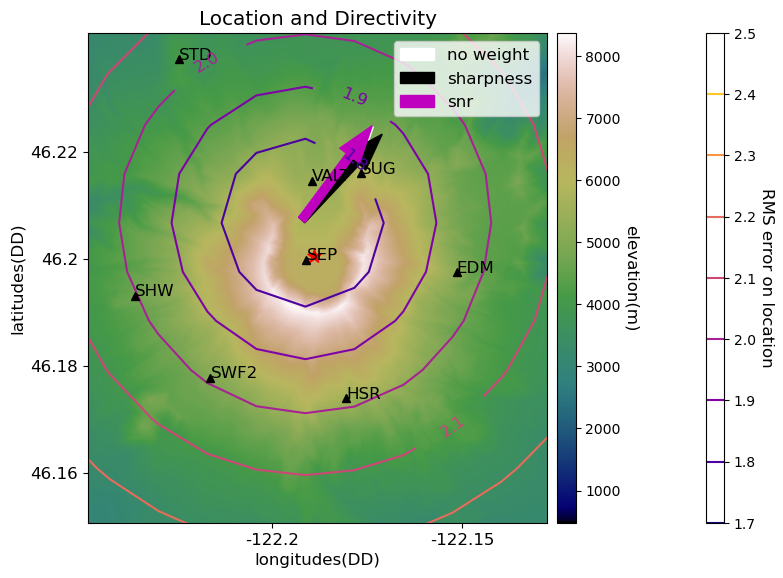 Location and Directivity
no weight
sharpness
snr
STD
2.0
1.9
VALT
SUG
SEP
EDM
SHW
SWF2
HSR
2.1
46.22
46.2
46.18
46.16
latitudes(DD)
-122.2
-122.15
longitudes(DD)
8000
7000
6000
5000
4000
3000
2000
1000
elevation(m)
2.5
2.4
2.3
2.2
2.1
2.0
1.9
1.8
1.7
RMS error on location